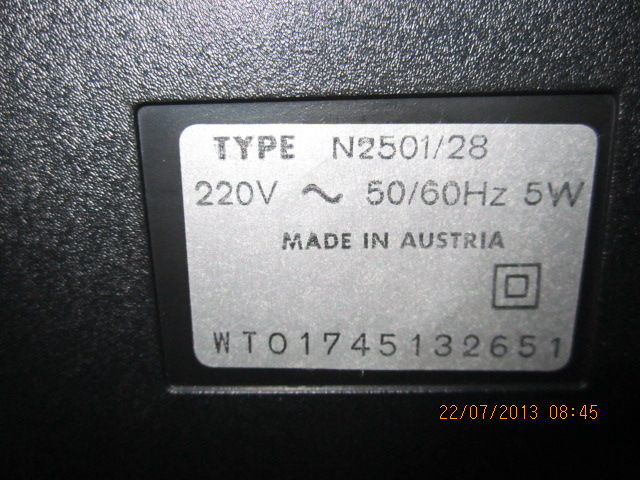 TYPE N2501/28
220V ~ 50/60Hz 5W
MADE IN AUSTRIA
WT01745132651
22/07/2013 08:45